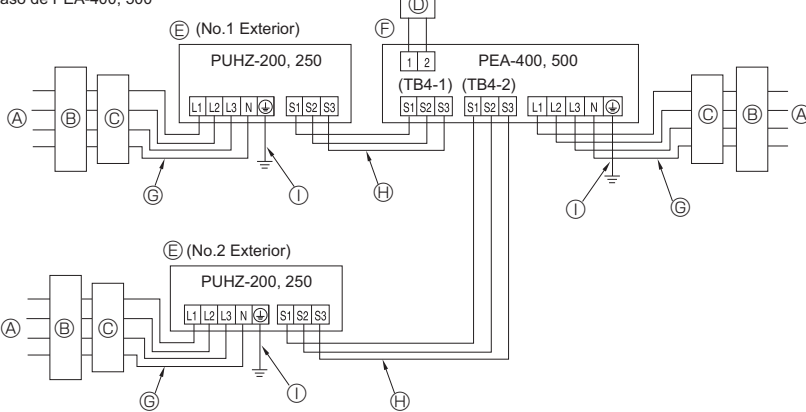 aso de PEA-400, 500
Ⓓ
Ⓔ (No.1 Exterior)
Ⓕ
PUHZ-200, 250
1 2
PEA-400, 500
(TB4-1) (TB4-2)
L1 L2 L3 N ⏚ S1 S2 S3
S1 S2 S3 S1 S2 S3 L1 L2 L3 N ⏚
Ⓐ Ⓑ Ⓒ
Ⓒ Ⓑ Ⓐ
Ⓖ Ⓘ Ⓗ Ⓘ Ⓖ
Ⓔ (No.2 Exterior)
PUHZ-200, 250
L1 L2 L3 N ⏚ S1 S2 S3
Ⓐ Ⓑ Ⓒ
Ⓖ Ⓘ Ⓗ